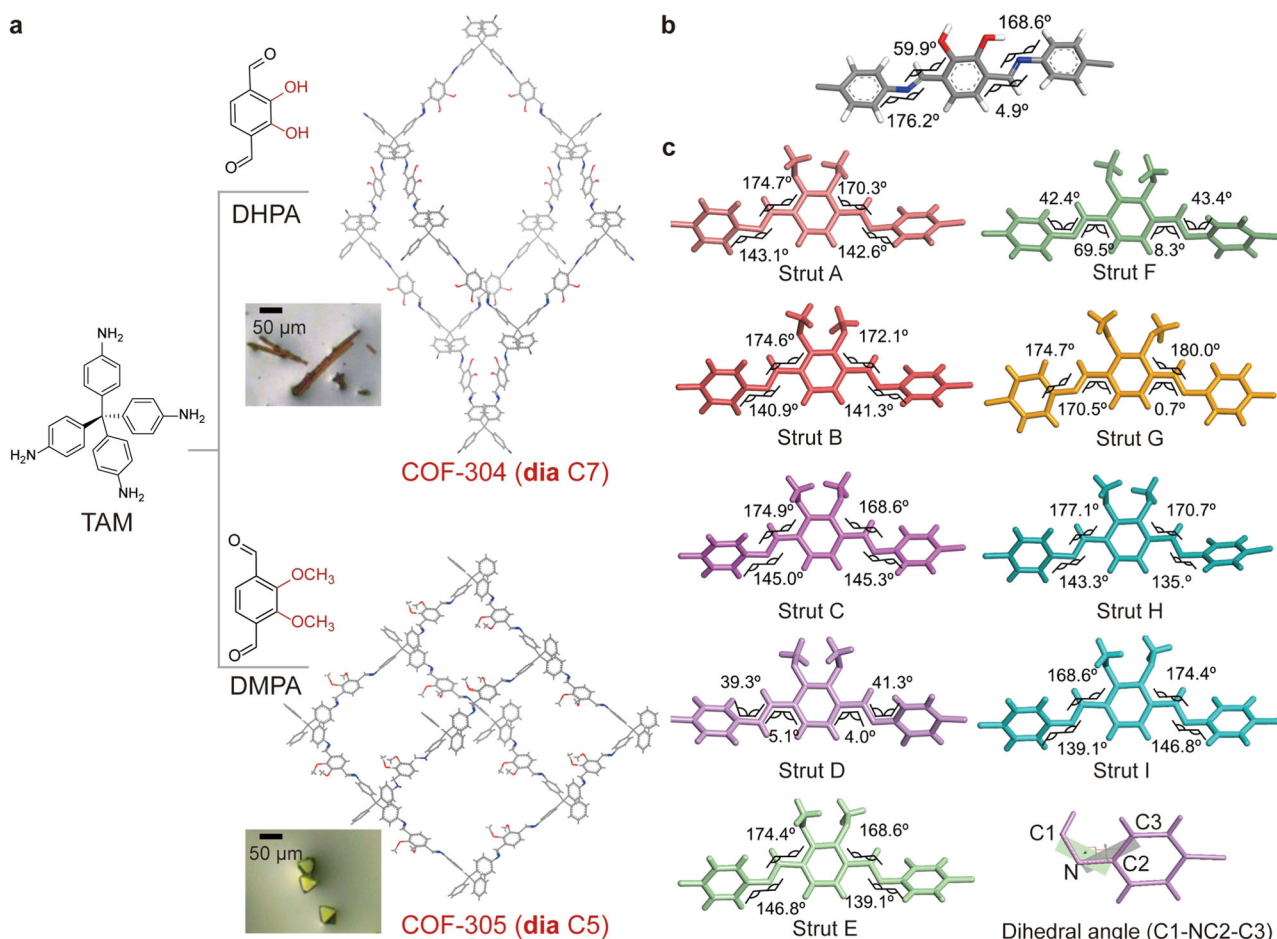 a
O
OH
OH
O
DHPA
50 µm
COF-304 (dia C7)
NH₂
H₂N
NH₂
NH₂
TAM
O
OCH₃
OCH₃
O
DMPA
50 µm
COF-305 (dia C5)
b
59.9º
168.6º
176.2º
4.9º
c
174.7º
170.3º
143.1º
142.6º
Strut A
42.4º
43.4º
69.5º
8.3º
Strut F
174.6º
172.1º
140.9º
141.3º
Strut B
174.7º
180.0º
170.5º
0.7º
Strut G
174.9º
168.6º
145.0º
145.3º
Strut C
177.1º
170.7º
143.3º
135.º
Strut H
39.3º
41.3º
5.1º
4.0º
Strut D
168.6º
174.4º
139.1º
146.8º
Strut I
174.4º
168.6º
146.8º
139.1º
Strut E
C1
C3
C2
N
Dihedral angle (C1-NC2-C3)